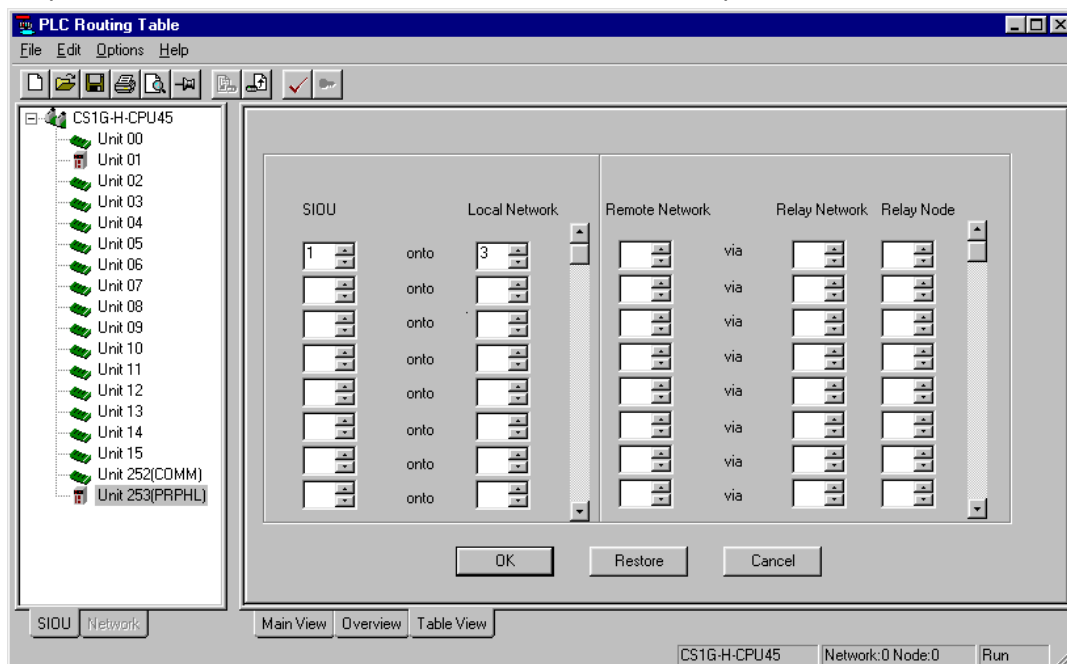 PLC Routing Table
File Edit Options Help
CS1G-H-CPU45
Unit 00
Unit 01
Unit 02
Unit 03
Unit 04
Unit 05
Unit 06
Unit 07
Unit 08
Unit 09
Unit 10
Unit 11
Unit 12
Unit 13
Unit 14
Unit 15
Unit 252(COMM)
Unit 253(PRPHL)
SIOU Network
SIOU Local Network Remote Network Relay Network Relay Node
1 onto 3 via
onto via
onto via
onto via
onto via
onto via
onto via
onto via
OK Restore Cancel
Main View Overview Table View
CS1G-H-CPU45 Network:0 Node:0 Run